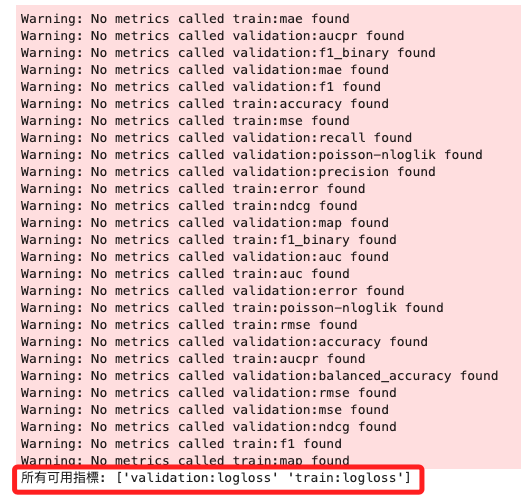 Warning: No metrics called train:mae found
Warning: No metrics called validation:aucpr found
Warning: No metrics called validation:f1_binary found
Warning: No metrics called validation:mae found
Warning: No metrics called validation:f1 found
Warning: No metrics called train:accuracy found
Warning: No metrics called train:mse found
Warning: No metrics called validation:recall found
Warning: No metrics called validation:poisson-nloglik found
Warning: No metrics called validation:precision found
Warning: No metrics called train:error found
Warning: No metrics called train:ndcg found
Warning: No metrics called validation:map found
Warning: No metrics called train:f1_binary found
Warning: No metrics called validation:auc found
Warning: No metrics called train:auc found
Warning: No metrics called validation:error found
Warning: No metrics called train:poisson-nloglik found
Warning: No metrics called train:rmse found
Warning: No metrics called validation:accuracy found
Warning: No metrics called train:aucpr found
Warning: No metrics called validation:balanced_accuracy found
Warning: No metrics called validation:rmse found
Warning: No metrics called validation:mse found
Warning: No metrics called validation:ndcg found
Warning: No metrics called train:f1 found
Warning: No metrics called train:map found
所有可用指標: ['validation:logloss' 'train:logloss']